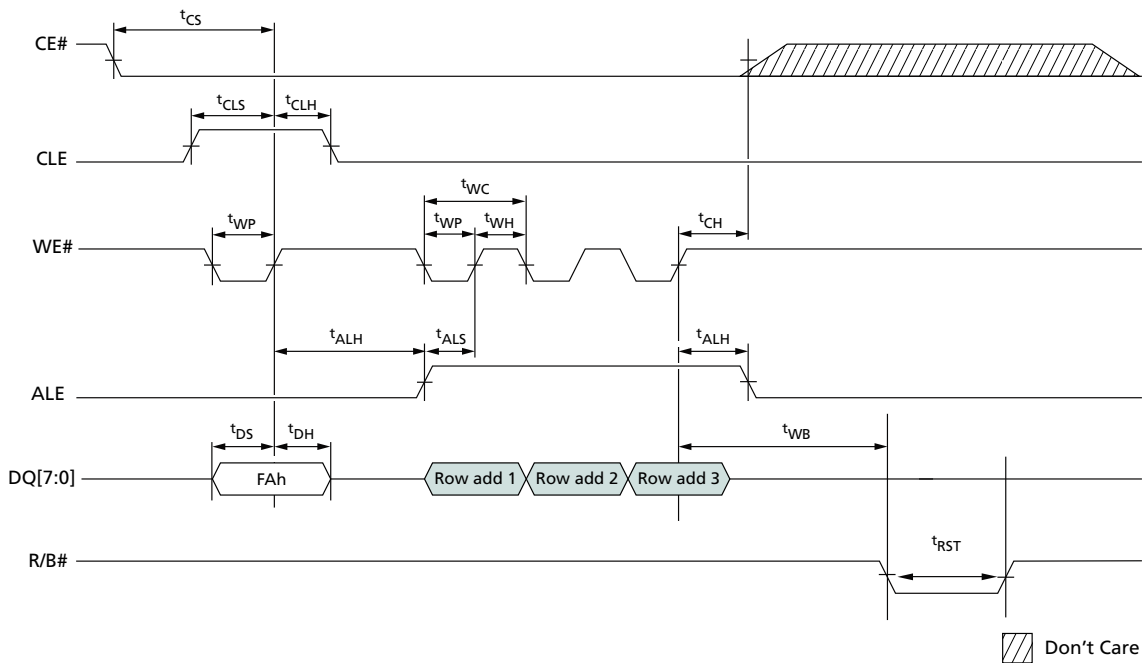 tCS
CE#
tCLS
tCLH
CLE
tWC
tWP
tWP
tWH
tCH
WE#
tALH
tALS
tALH
ALE
tDS
tDH
tWB
DQ[7:0]
FAh
Row add 1
Row add 2
Row add 3
tRST
R/B#
Don't Care